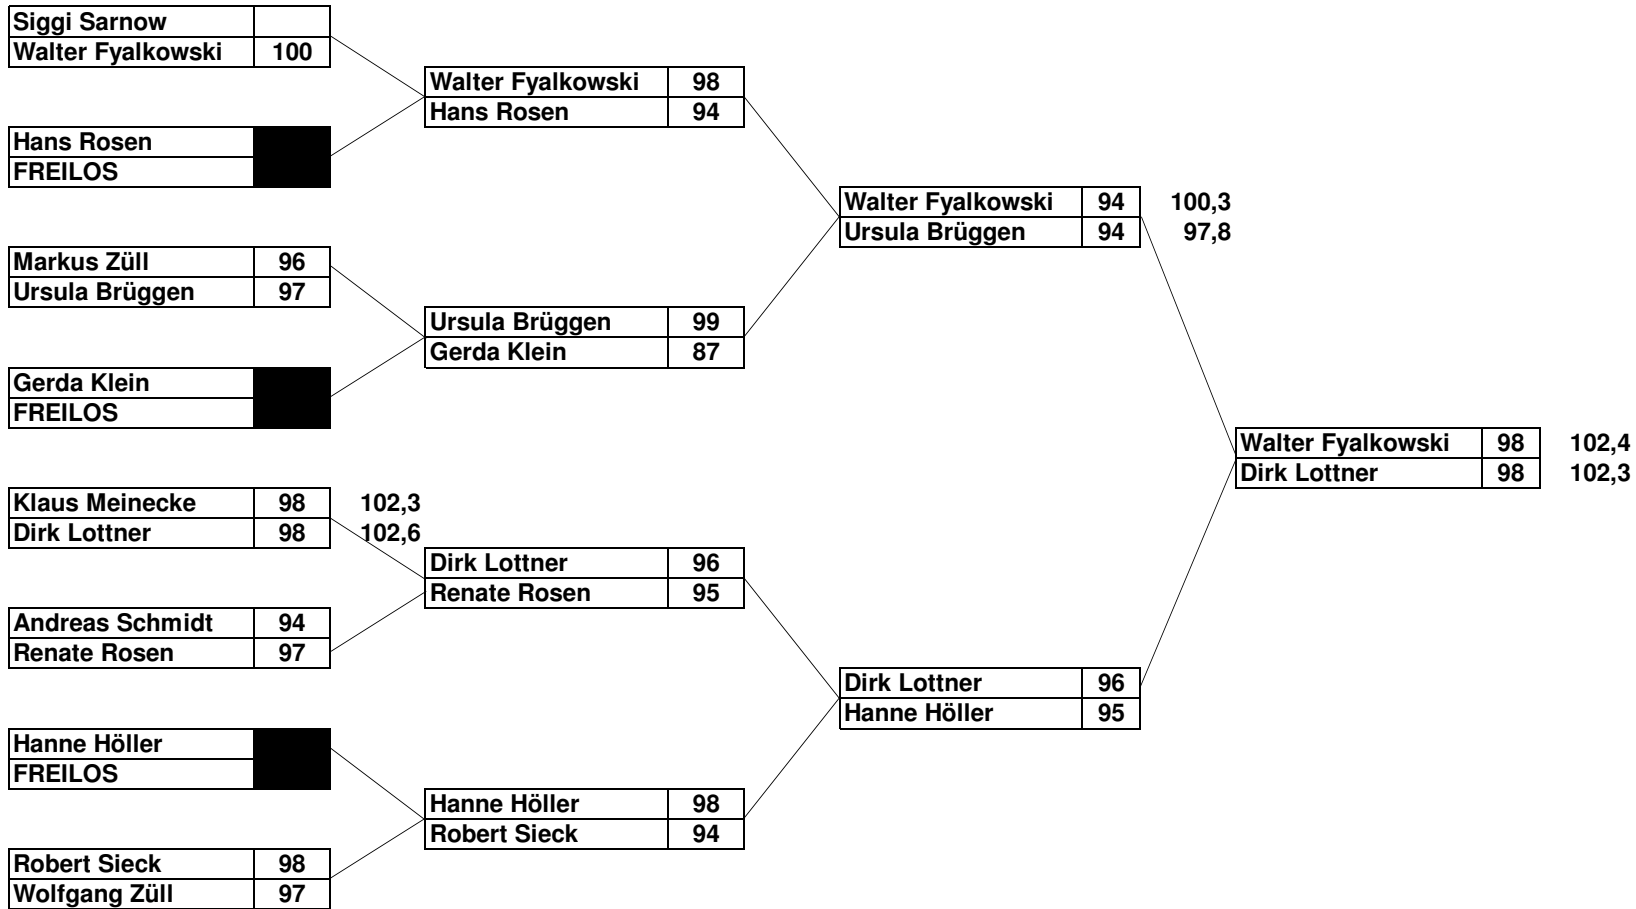 Siggi Sarnow
Walter Fyalkowski 100
Hans Rosen
FREILOS
Markus Züll 96
Ursula Brüggen 97
Gerda Klein
FREILOS
Klaus Meinecke 98 102,3
Dirk Lottner 98 102,6
Andreas Schmidt 94
Renate Rosen 97
Hanne Höller
FREILOS
Robert Sieck 98
Wolfgang Züll 97
Walter Fyalkowski 98
Hans Rosen 94
Ursula Brüggen 99
Gerda Klein 87
Dirk Lottner 96
Renate Rosen 95
Hanne Höller 98
Robert Sieck 94
Walter Fyalkowski 94 100,3
Ursula Brüggen 94 97,8
Dirk Lottner 96
Hanne Höller 95
Walter Fyalkowski 98 102,4
Dirk Lottner 98 102,3